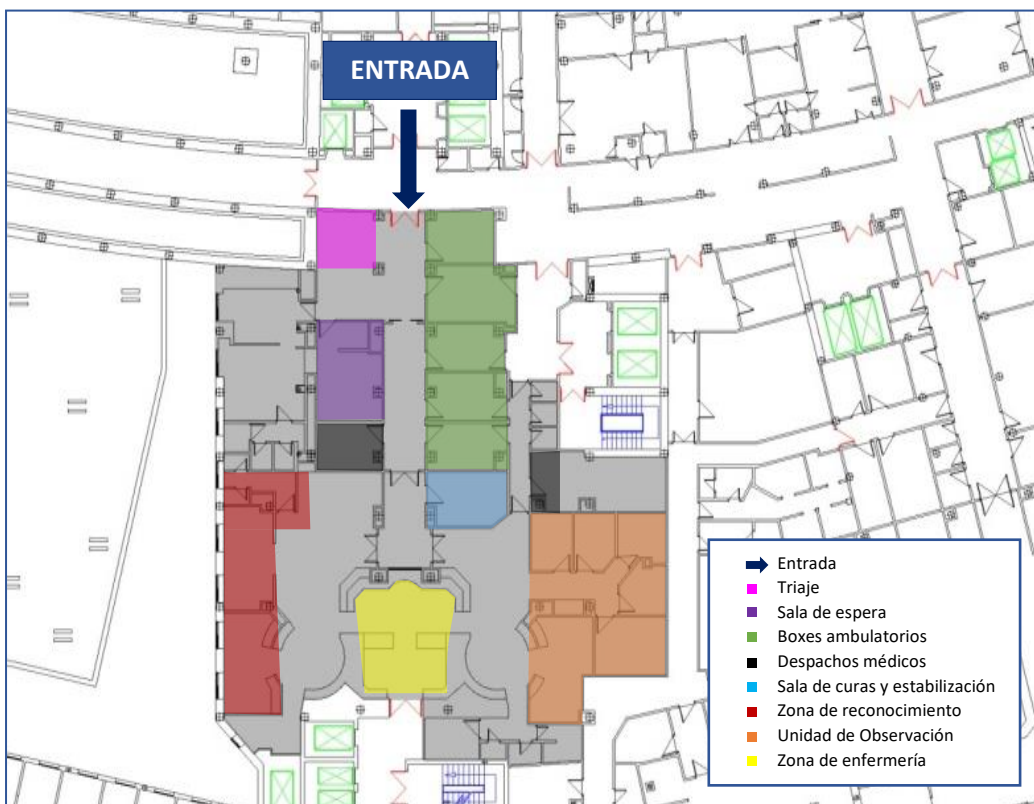 ENTRADA
Entrada
Triaje
Sala de espera
Boxes ambulatorios
Despachos médicos
Sala de curas y estabilización
Zona de reconocimiento
Unidad de Observación
Zona de enfermería